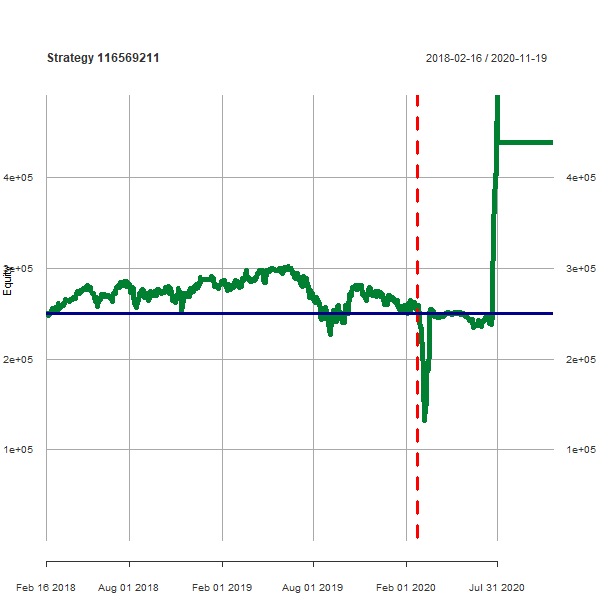 Strategy 116569211
2018-02-16 / 2020-11-19
4e+05
4e+05
3e+05
3e+05
Equity
2e+05
2e+05
1e+05
1e+05
Feb 16 2018
Aug 01 2018
Feb 01 2019
Aug 01 2019
Feb 01 2020
Jul 31 2020